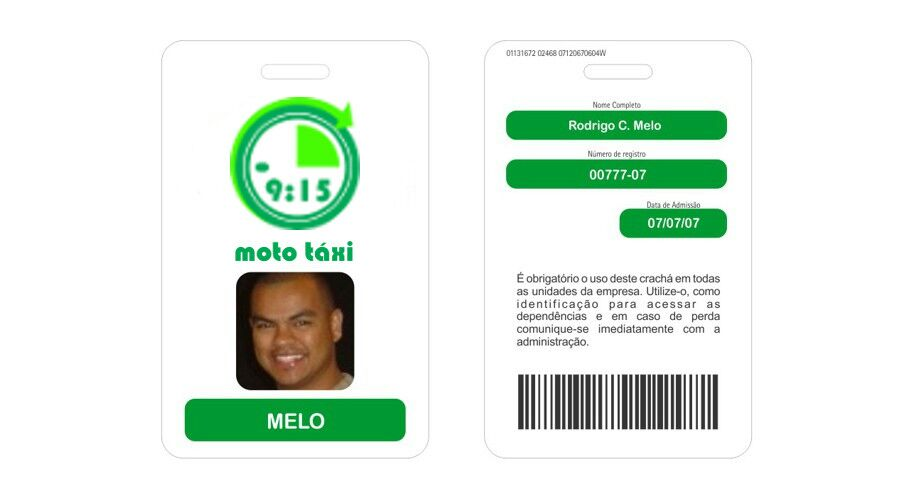 9:15
moto táxi
MELO
01131672 02468 07120670604W
Nome Completo
Rodrigo C. Melo
Número de registro
00777-07
Data de Admissão
07/07/07
É obrigatório o uso deste crachá em todas
as unidades da empresa. Utilize-o, como
identificação para acessar as
dependências e em caso de perda
comunique-se imediatamente com a
administração.